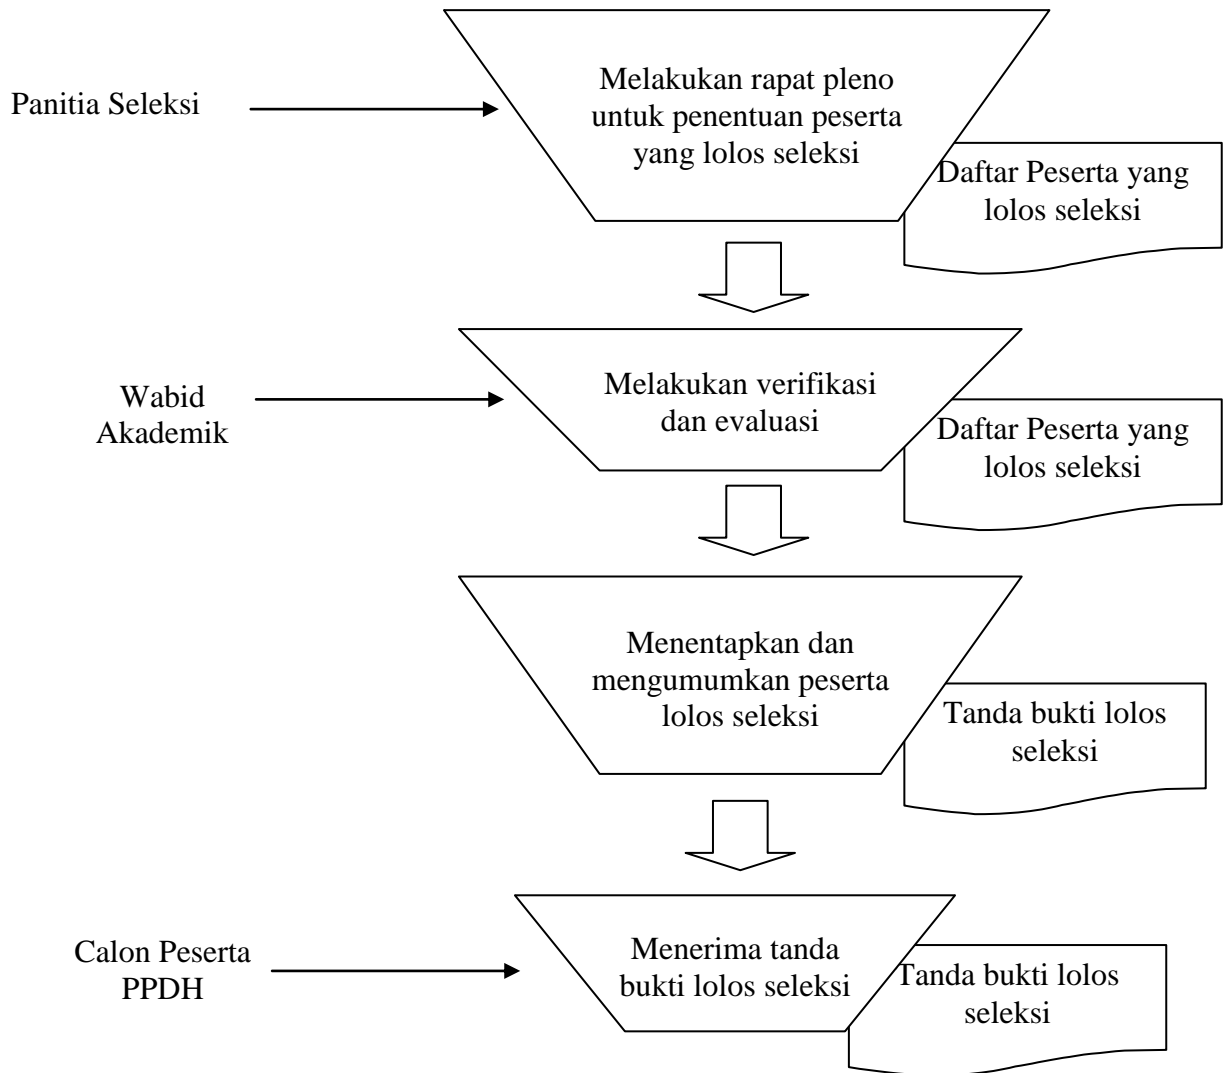 Panitia Seleksi
Melakukan rapat pleno
untuk penentuan peserta
yang lolos seleksi
Daftar Peserta yang
lolos seleksi
Wabid
Akademik
Melakukan verifikasi
dan evaluasi
Daftar Peserta yang
lolos seleksi
Menentapkan dan
mengumumkan peserta
lolos seleksi
Tanda bukti lolos
seleksi
Calon Peserta
PPDH
Menerima tanda
bukti lolos seleksi
Tanda bukti lolos
seleksi